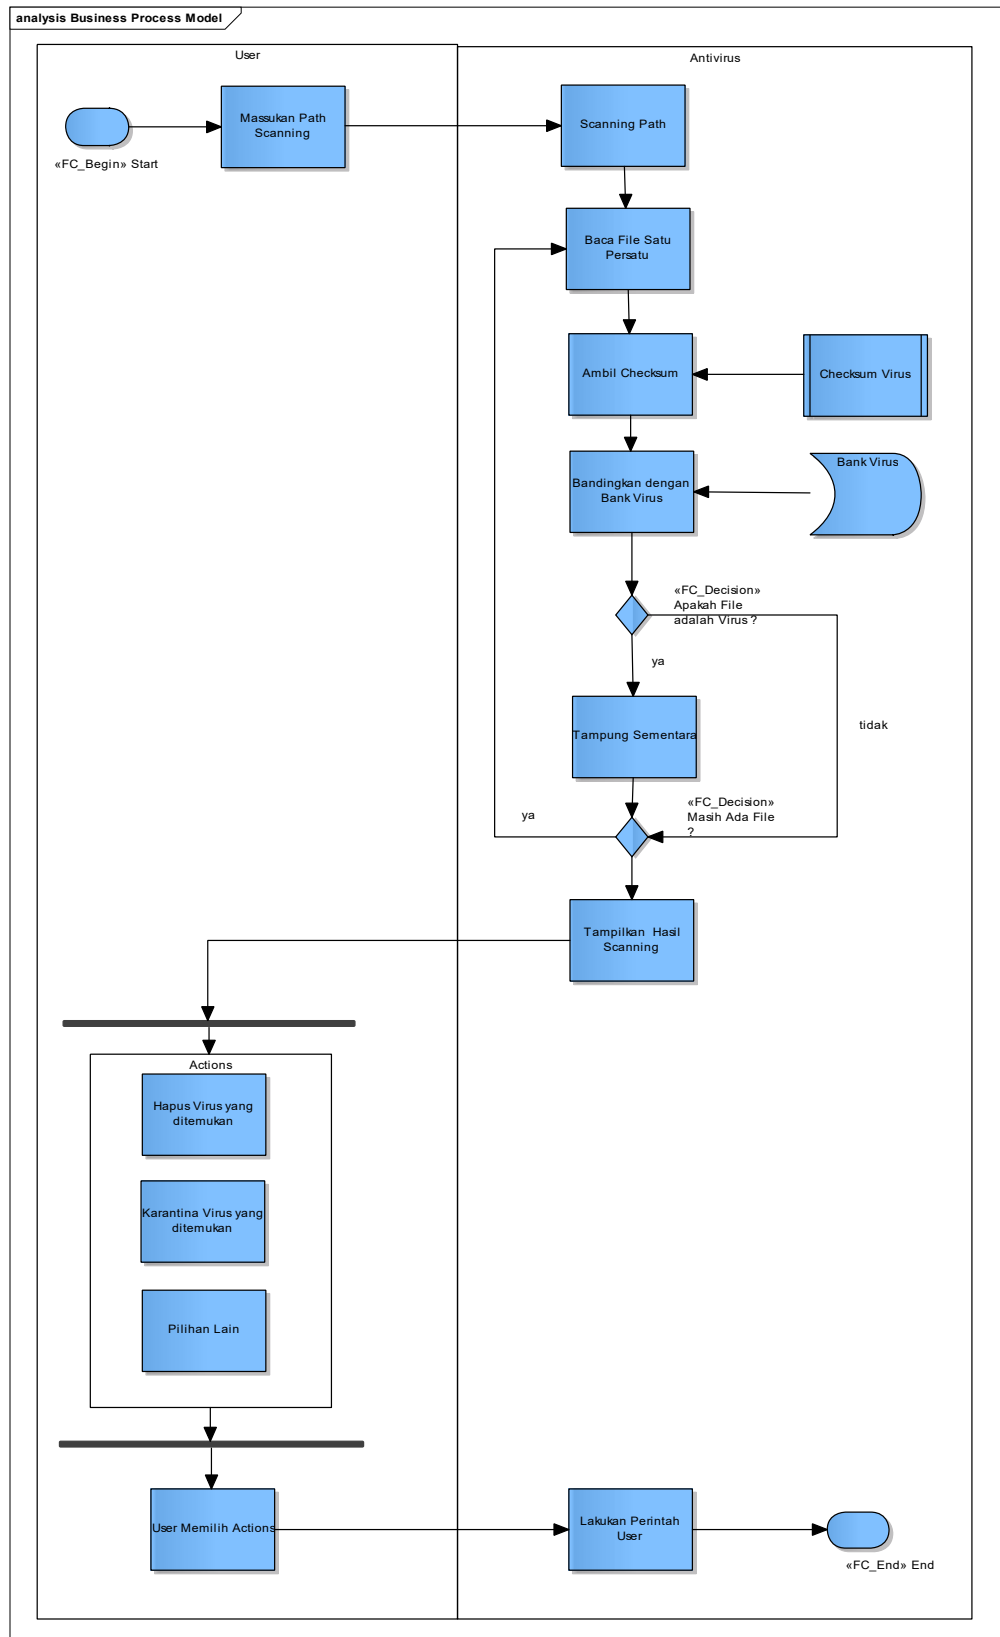 analysis Business Process Model
User
Antivirus
Massukan Path
Scanning
Scanning Path
«FC_Begin» Start
Baca File Satu
Persatu
Ambil Checksum
Checksum Virus
Bandingkan dengan
Bank Virus
Bank Virus
«FC_Decision»
Apakah File
adalah Virus ?
ya
Tampung Sementara
tidak
«FC_Decision»
Masih Ada File
?
ya
Tampilkan Hasil
Scanning
Actions
Hapus Virus yang
ditemukan
Karantina Virus yang
ditemukan
Pilihan Lain
User Memilih Actions
Lakukan Perintah
User
«FC_End» End